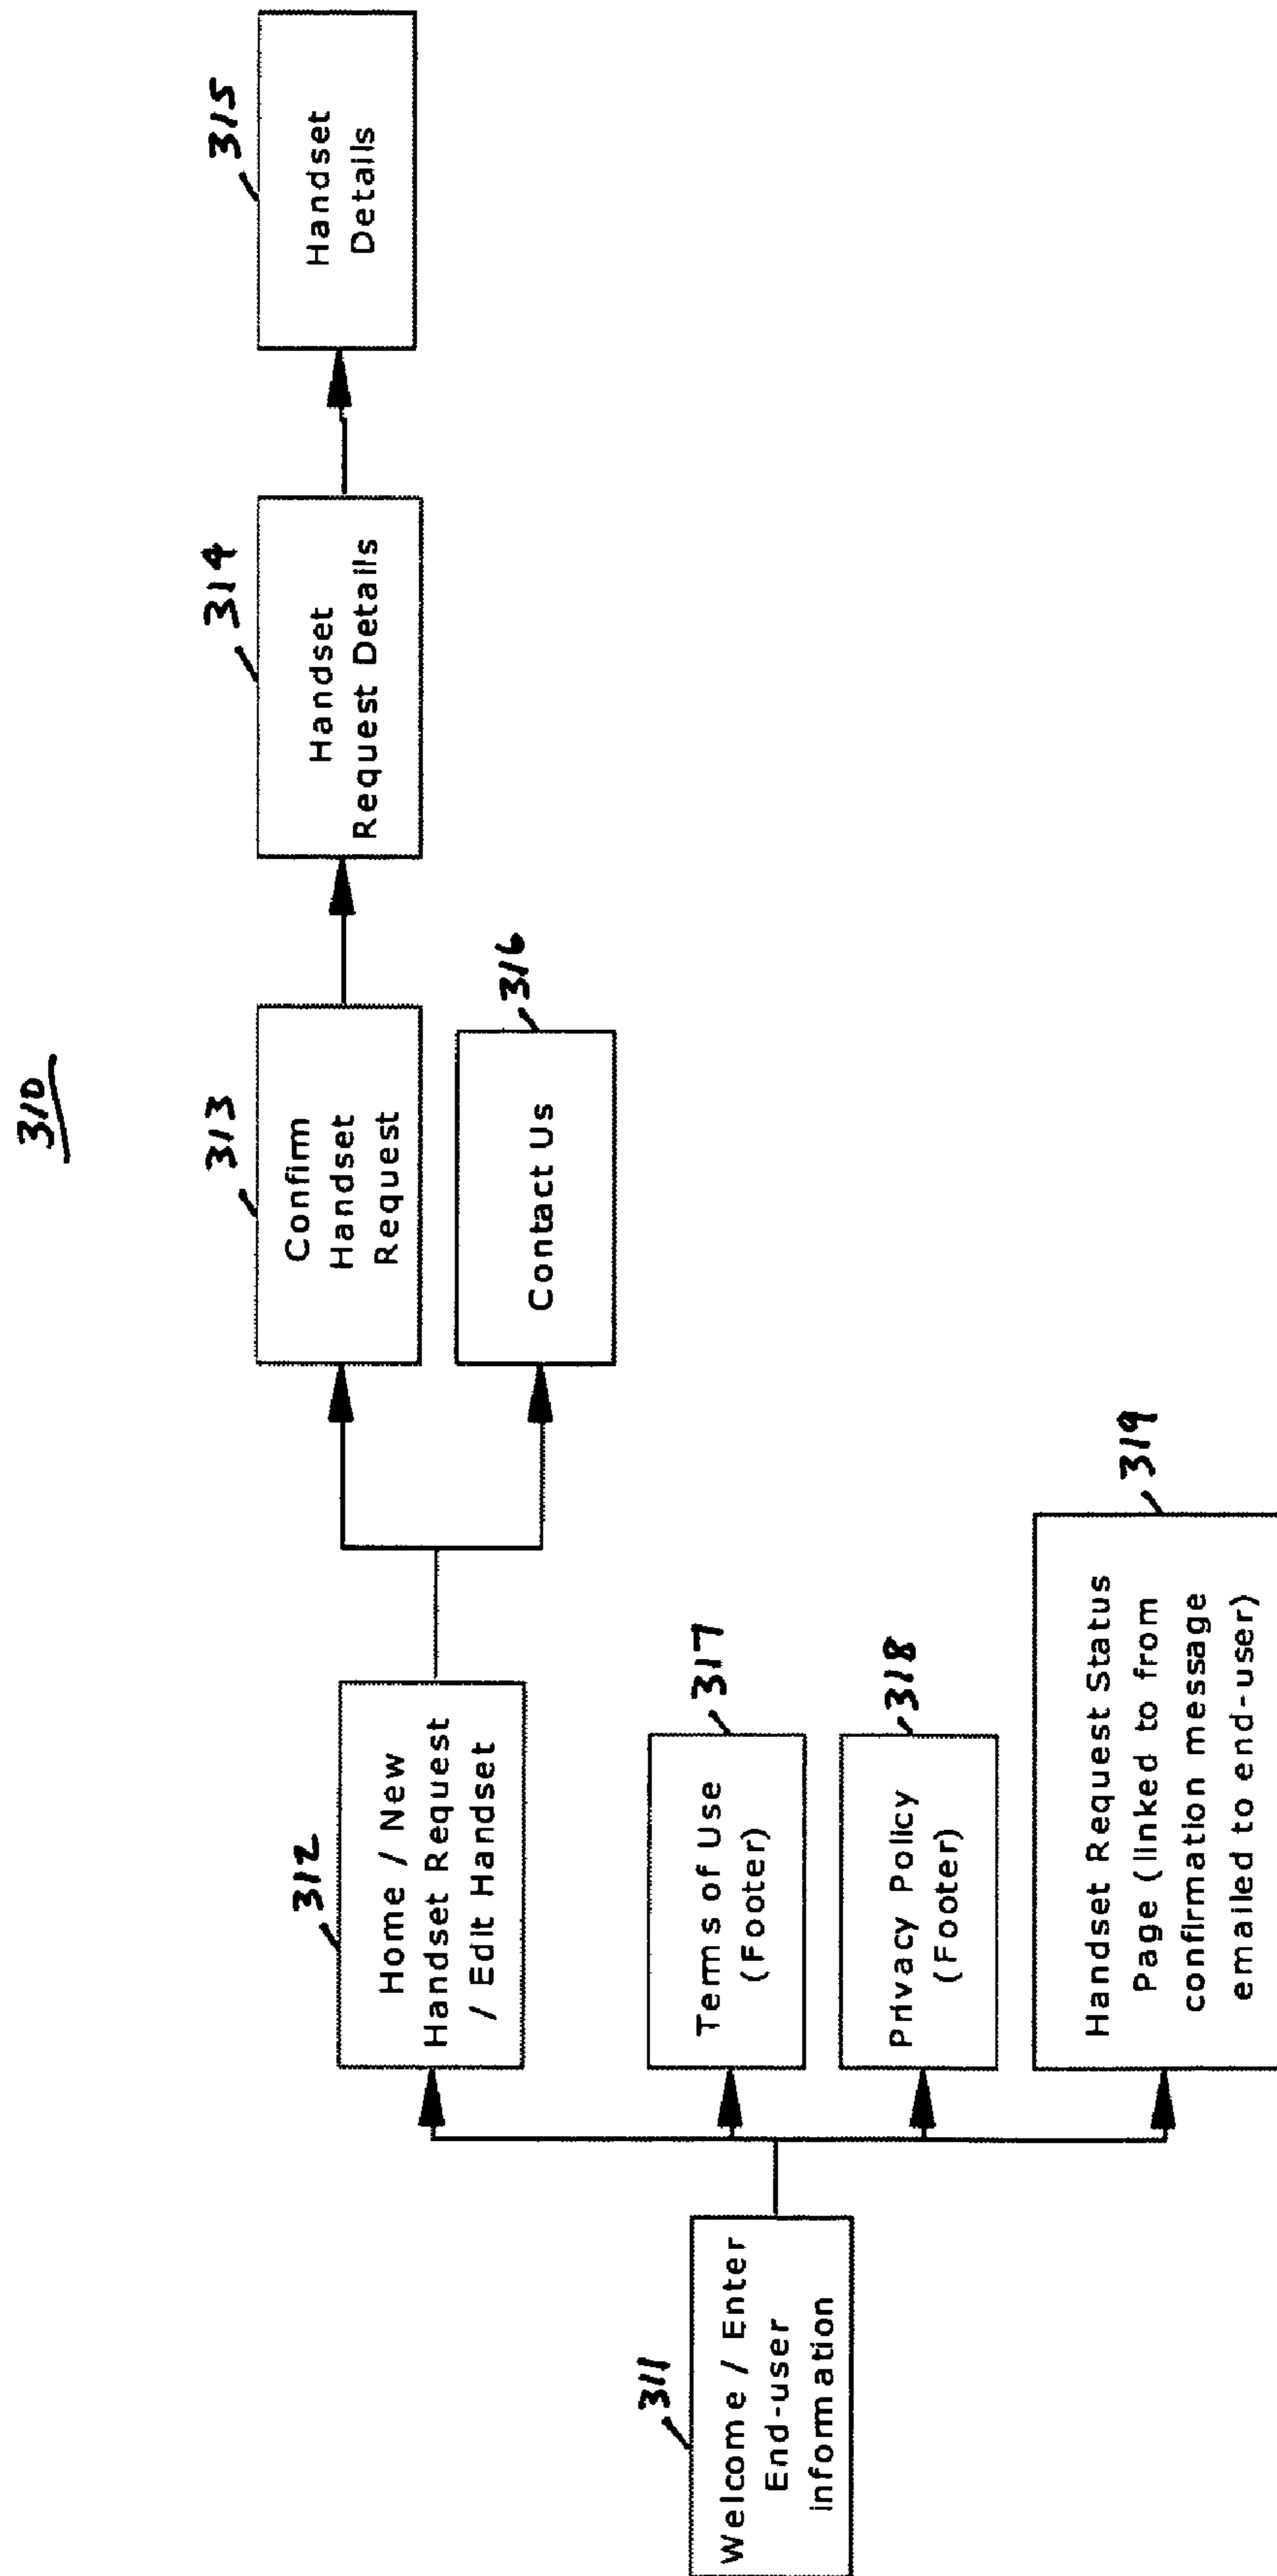 310
311
Welcome / Enter
End-user
information
312
Home / New
Handset Request
/ Edit Handset
313
Confirm
Handset
Request
314
Handset
Request Details
315
Handset
Details
316
Contact Us
317
Terms of Use
(Footer)
318
Privacy Policy
(Footer)
319
Handset Request Status
Page (linked to from
confirmation message
emailed to end-user)